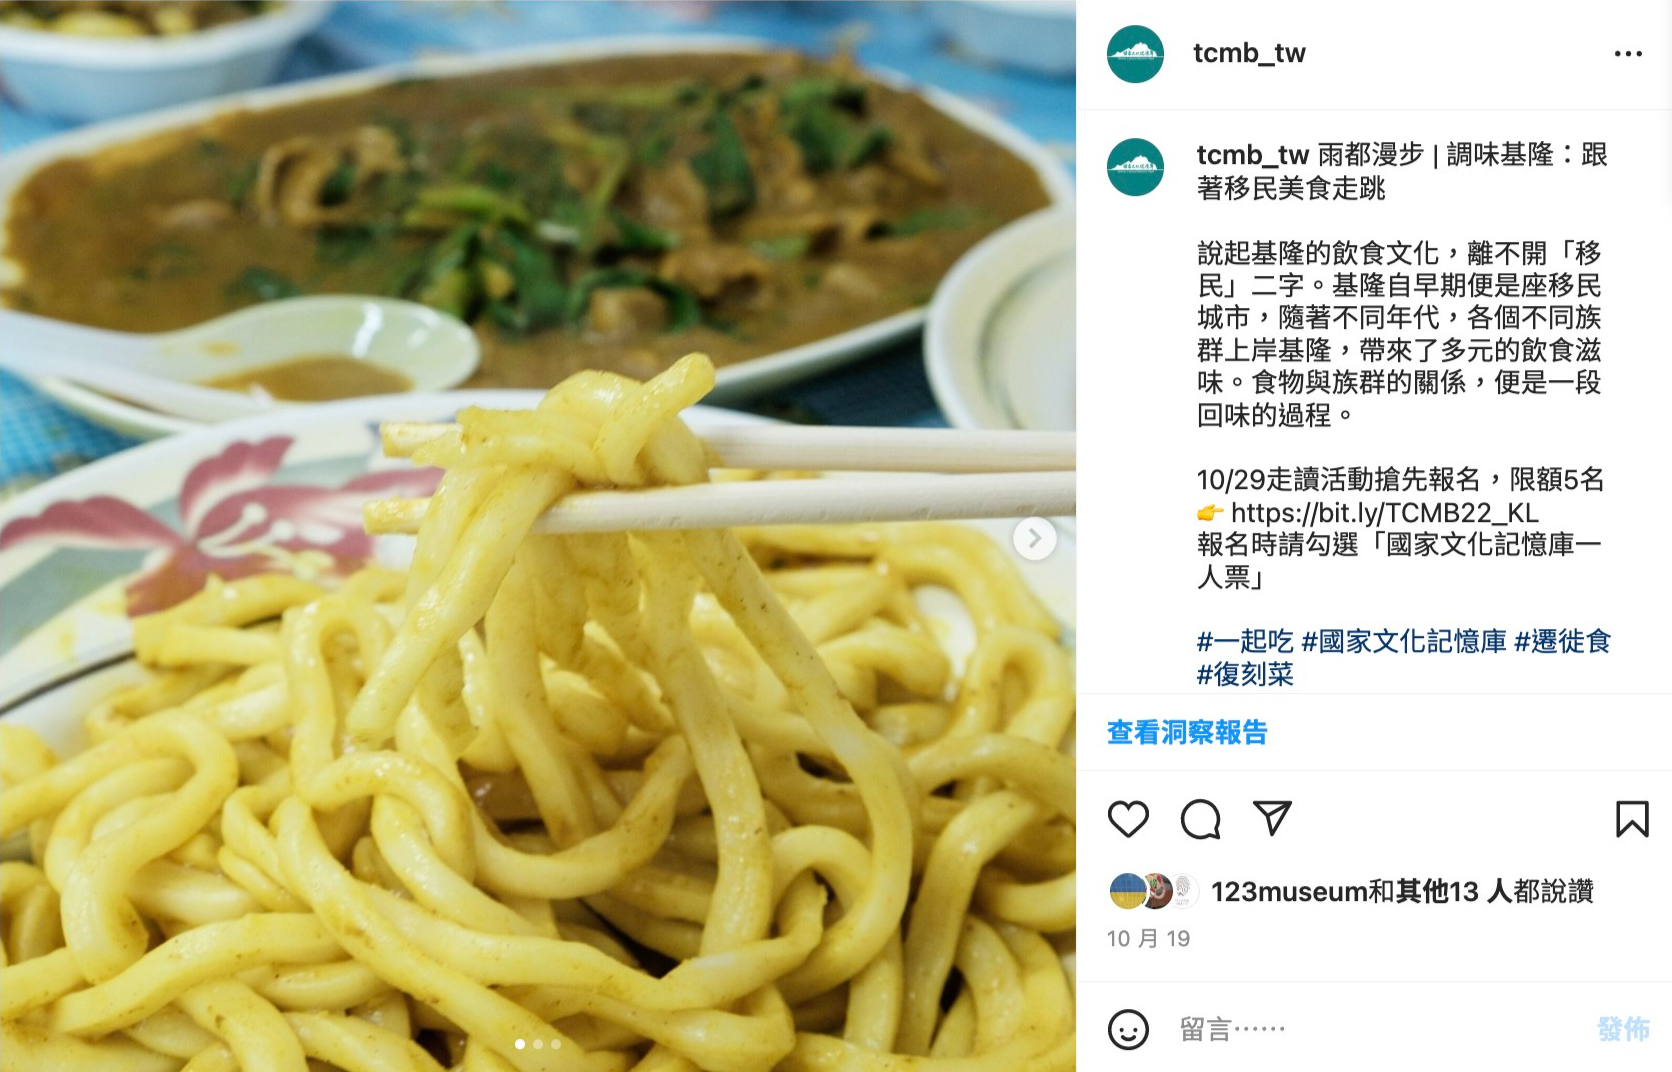 tcmb_tw
tcmb_tw 雨都漫步 | 調味基隆：跟
著移民美食走跳
說起基隆的飲食文化，離不開「移
民」二字。基隆自早期便是座移民
城市，隨著不同年代，各個不同族
群上岸基隆，帶來了多元的飲食滋
味。食物與族群的關係，便是一段
回味的過程。
10/29走讀活動搶先報名，限額5名
👉 https://bit.ly/TCMB22_KL
報名時請勾選「國家文化記憶庫一
人票」
#一起吃 #國家文化記憶庫 #遷徙食
#復刻菜
查看洞察報告
123museum和其他13 人都說讚
10 月 19
留言⋯⋯
發佈